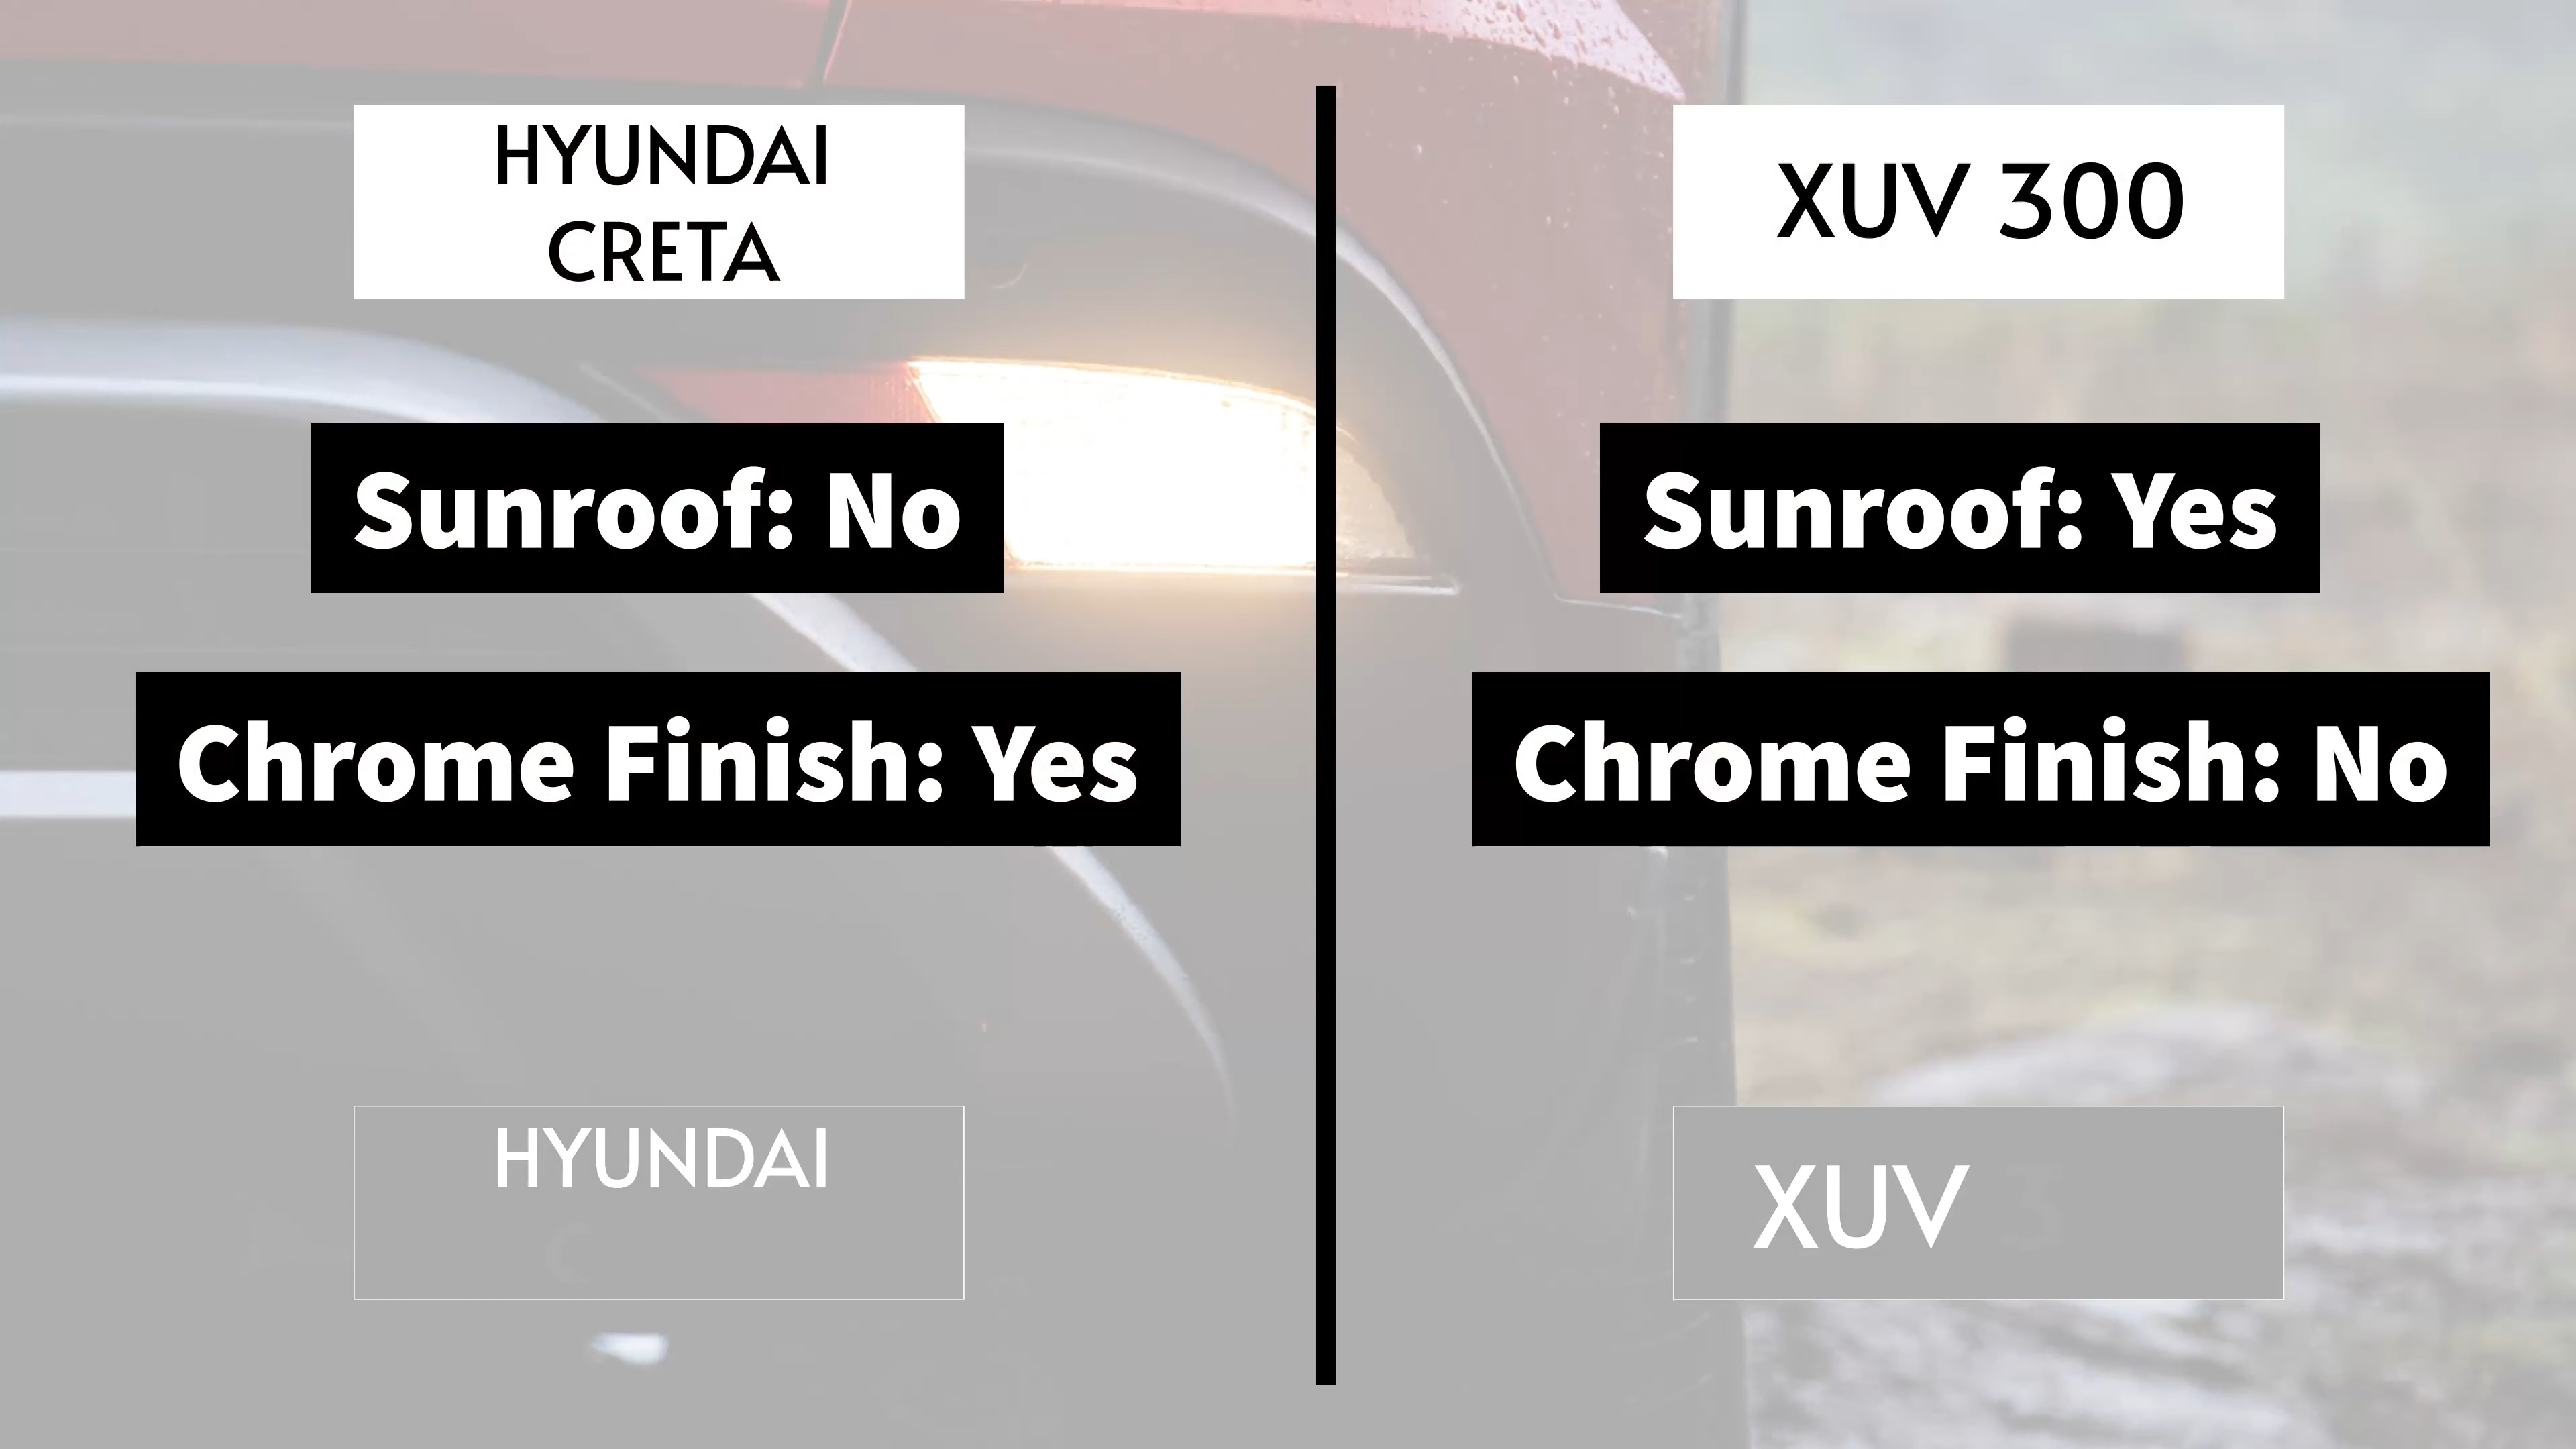 HYUNDAI
CRETA
Sunroof: No
Chrome Finish: Yes
HYUNDAI
XUV 300
Sunroof: Yes
Chrome Finish: No
XUV